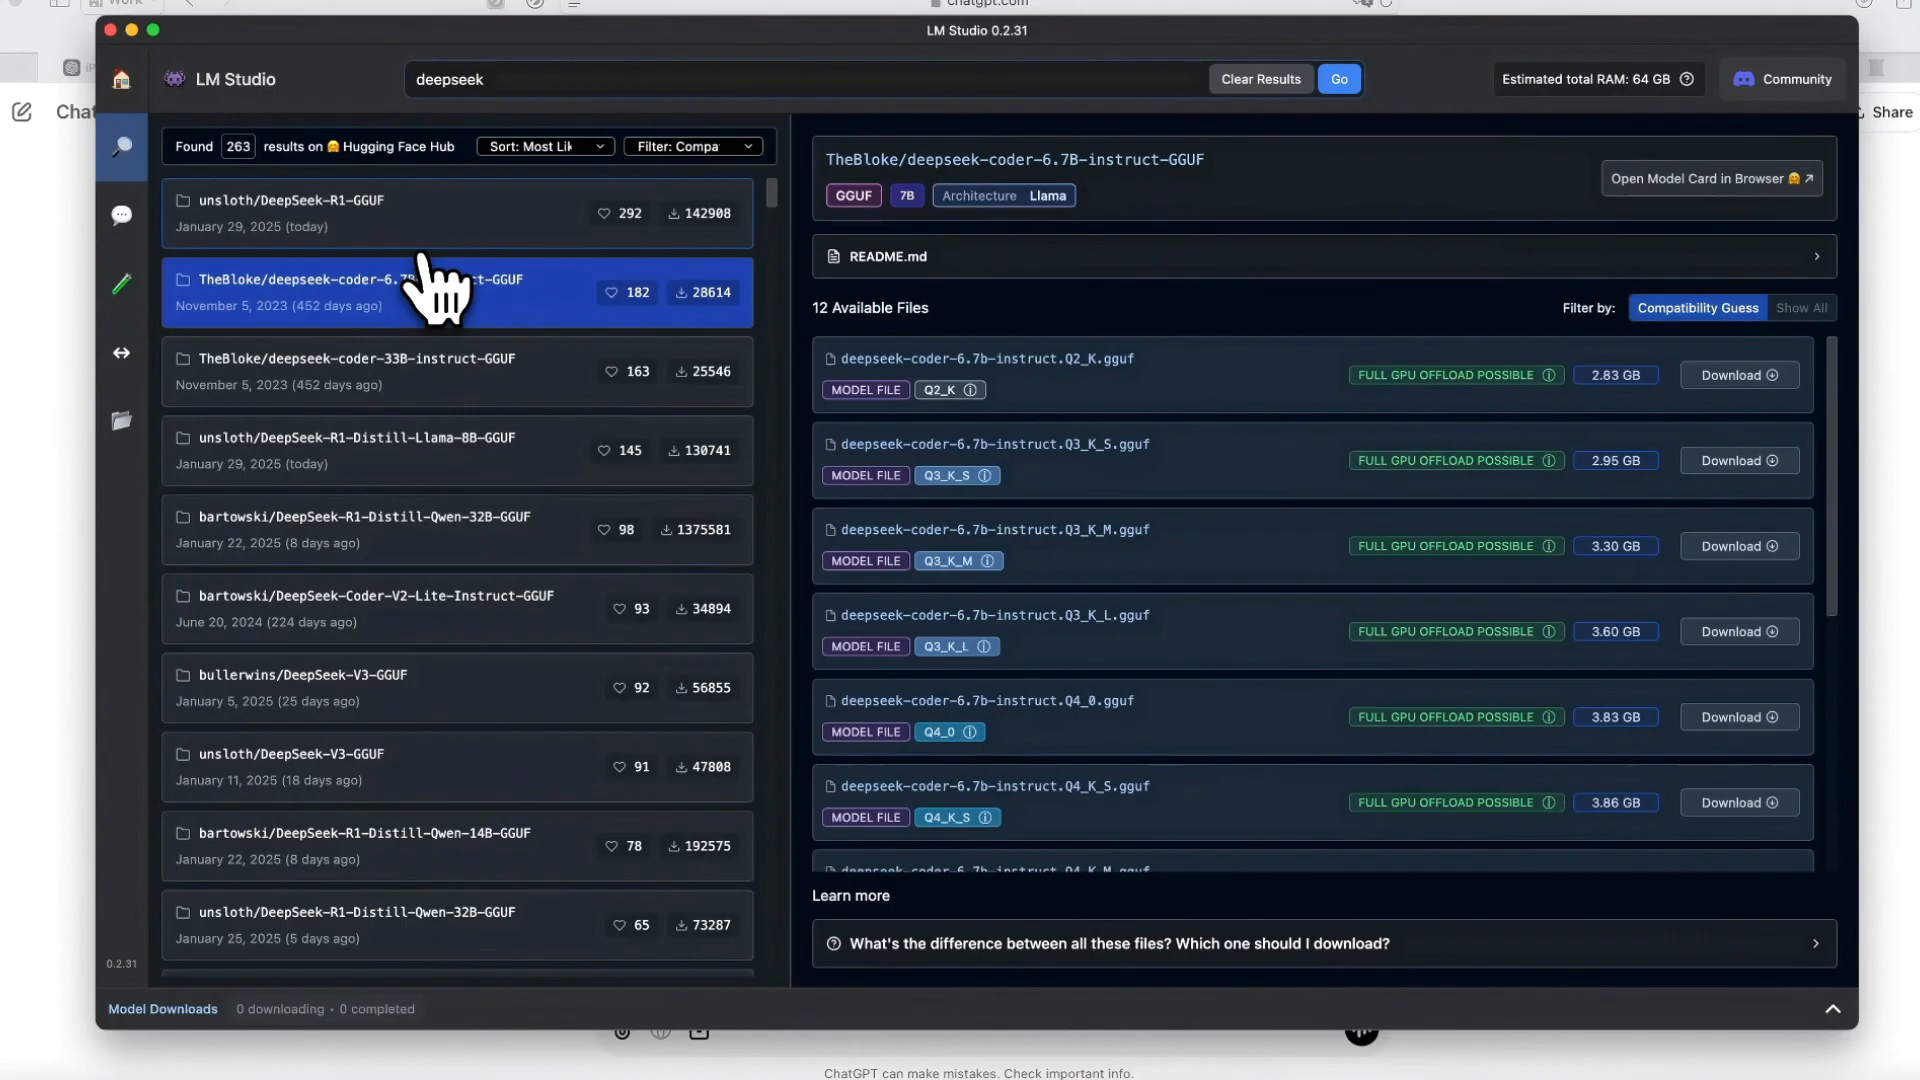 Work
chatgpt.com
LM Studio 0.2.31
LM Studio
deepseek
Clear Results
Go
Estimated total RAM: 64 GB
Community
Chat
Share
Found 263 results on 🤗 Hugging Face Hub
Sort: Most Lik
Filter: Compa
unsloth/DeepSeek-R1-GGUF
292
142908
January 29, 2025 (today)
TheBloke/deepseek-coder-6.7B ct-GGUF
182
28614
November 5, 2023 (452 days ago)
TheBloke/deepseek-coder-33B-instruct-GGUF
163
25546
November 5, 2023 (452 days ago)
unsloth/DeepSeek-R1-Distill-Llama-8B-GGUF
145
130741
January 29, 2025 (today)
bartowski/DeepSeek-R1-Distill-Qwen-32B-GGUF
98
1375581
January 22, 2025 (8 days ago)
bartowski/DeepSeek-Coder-V2-Lite-Instruct-GGUF
93
34894
June 20, 2024 (224 days ago)
bullerwins/DeepSeek-V3-GGUF
92
56855
January 5, 2025 (25 days ago)
unsloth/DeepSeek-V3-GGUF
91
47808
January 11, 2025 (18 days ago)
bartowski/DeepSeek-R1-Distill-Qwen-14B-GGUF
78
192575
January 22, 2025 (8 days ago)
unsloth/DeepSeek-R1-Distill-Qwen-32B-GGUF
65
73287
January 25, 2025 (5 days ago)
0.2.31
TheBloke/deepseek-coder-6.7B-instruct-GGUF
GGUF 7B Architecture Llama
Open Model Card in Browser 🤗 ↗
README.md
12 Available Files
Filter by: Compatibility Guess Show All
deepseek-coder-6.7b-instruct.Q2_K.gguf
MODEL FILE Q2_K
FULL GPU OFFLOAD POSSIBLE 2.83 GB Download
deepseek-coder-6.7b-instruct.Q3_K_S.gguf
MODEL FILE Q3_K_S
FULL GPU OFFLOAD POSSIBLE 2.95 GB Download
deepseek-coder-6.7b-instruct.Q3_K_M.gguf
MODEL FILE Q3_K_M
FULL GPU OFFLOAD POSSIBLE 3.30 GB Download
deepseek-coder-6.7b-instruct.Q3_K_L.gguf
MODEL FILE Q3_K_L
FULL GPU OFFLOAD POSSIBLE 3.60 GB Download
deepseek-coder-6.7b-instruct.Q4_0.gguf
MODEL FILE Q4_0
FULL GPU OFFLOAD POSSIBLE 3.83 GB Download
deepseek-coder-6.7b-instruct.Q4_K_S.gguf
MODEL FILE Q4_K_S
FULL GPU OFFLOAD POSSIBLE 3.86 GB Download
deepseek-coder-6.7b-instruct.Q4_K_M.gguf
Learn more
What's the difference between all these files? Which one should I download?
Model Downloads 0 downloading • 0 completed
ChatGPT can make mistakes. Check important info.